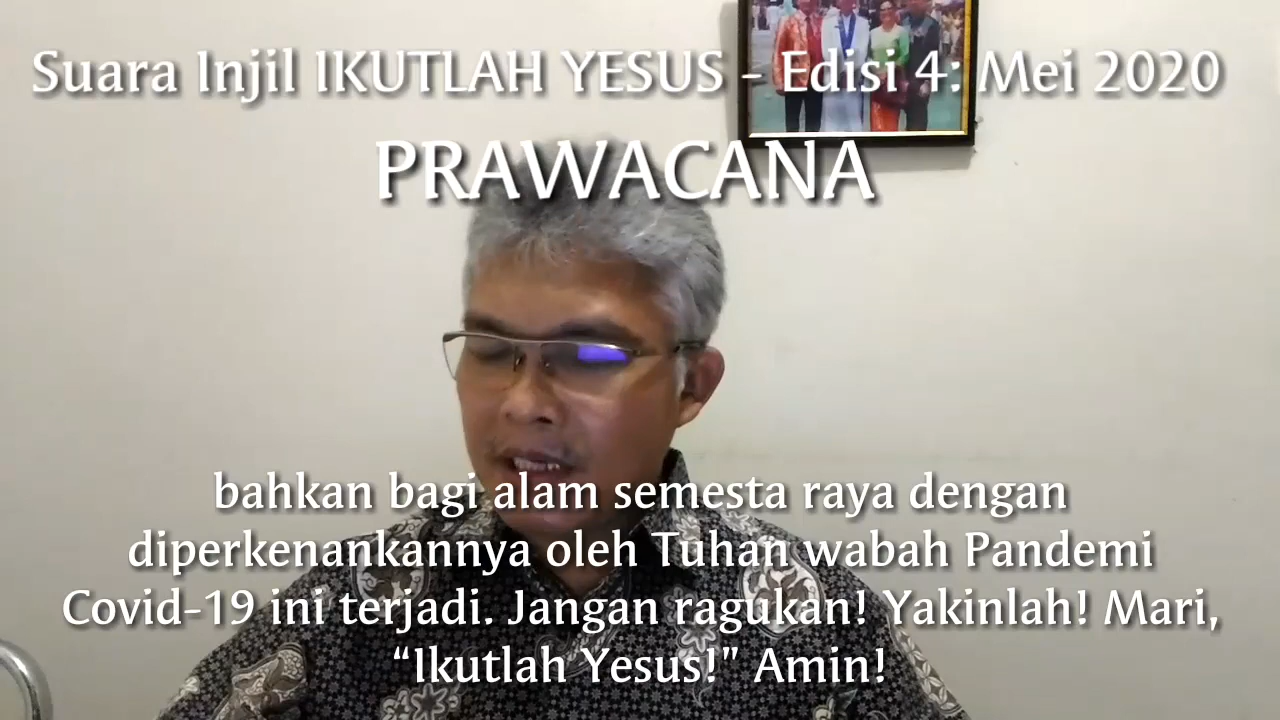 Suara Injil IKUTLAH YESUS - Edisi 4: Mei 2020
PRAWACANA
bahkan bagi alam semesta raya dengan
diperkenankannya oleh Tuhan wabah Pandemi
Covid-19 ini terjadi. Jangan ragukan! Yakinlah! Mari,
“Ikutlah Yesus!" Amin!